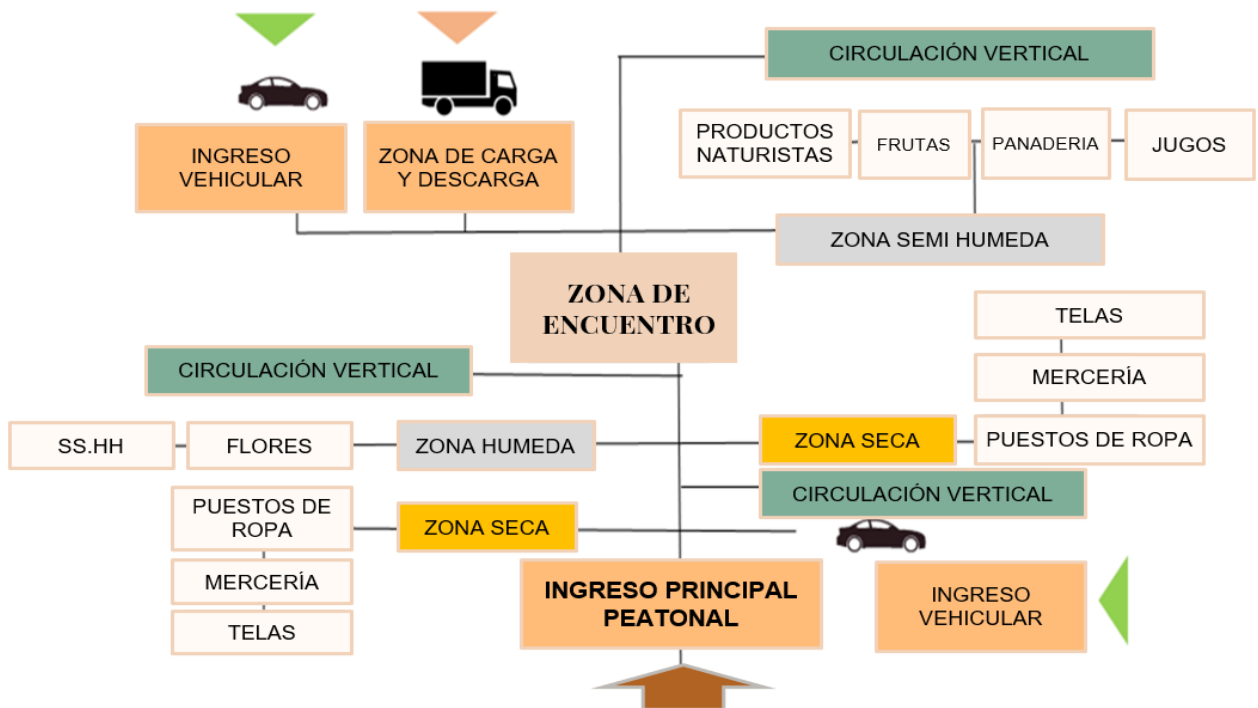 CIRCULACIÓN VERTICAL
INGRESO
VEHICULAR
ZONA DE CARGA
Y DESCARGA
PRODUCTOS
NATURISTAS
FRUTAS
PANADERIA
JUGOS
ZONA SEMI HUMEDA
ZONA DE
ENCUENTRO
TELAS
CIRCULACIÓN VERTICAL
MERCERÍA
SS.HH
FLORES
ZONA HUMEDA
ZONA SECA
PUESTOS DE ROPA
CIRCULACIÓN VERTICAL
PUESTOS DE
ROPA
ZONA SECA
MERCERÍA
TELAS
INGRESO PRINCIPAL
PEATONAL
INGRESO
VEHICULAR